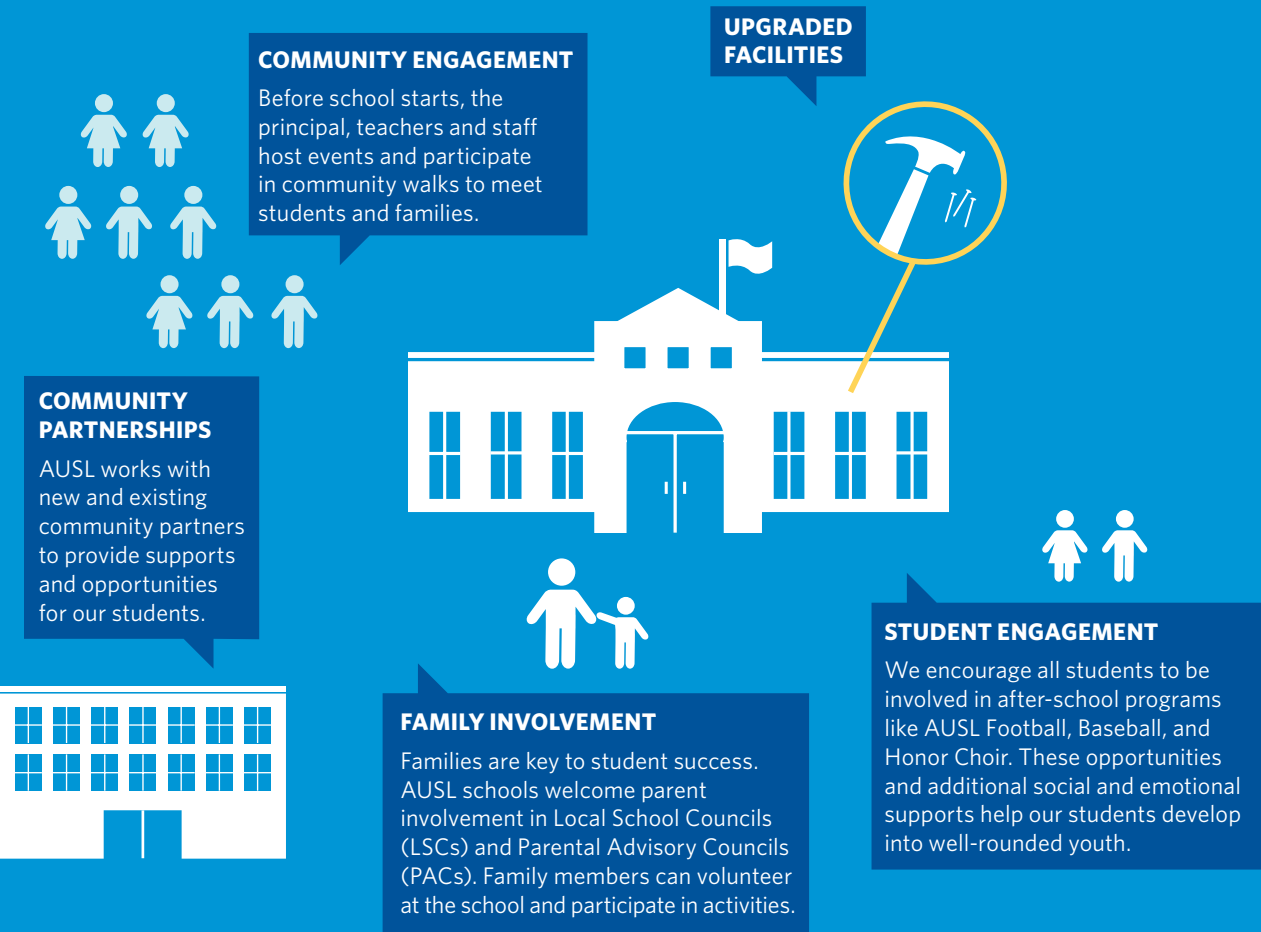 COMMUNITY ENGAGEMENT
Before school starts, the
principal, teachers and staff
host events and participate
in community walks to meet
students and families.
UPGRADED
FACILITIES
COMMUNITY
PARTNERSHIPS
AUSL works with
new and existing
community partners
to provide supports
and opportunities
for our students.
FAMILY INVOLVEMENT
Families are key to student success.
AUSL schools welcome parent
involvement in Local School Councils
(LSCs) and Parental Advisory Councils
(PACs). Family members can volunteer
at the school and participate in activities.
STUDENT ENGAGEMENT
We encourage all students to be
involved in after-school programs
like AUSL Football, Baseball, and
Honor Choir. These opportunities
and additional social and emotional
supports help our students develop
into well-rounded youth.